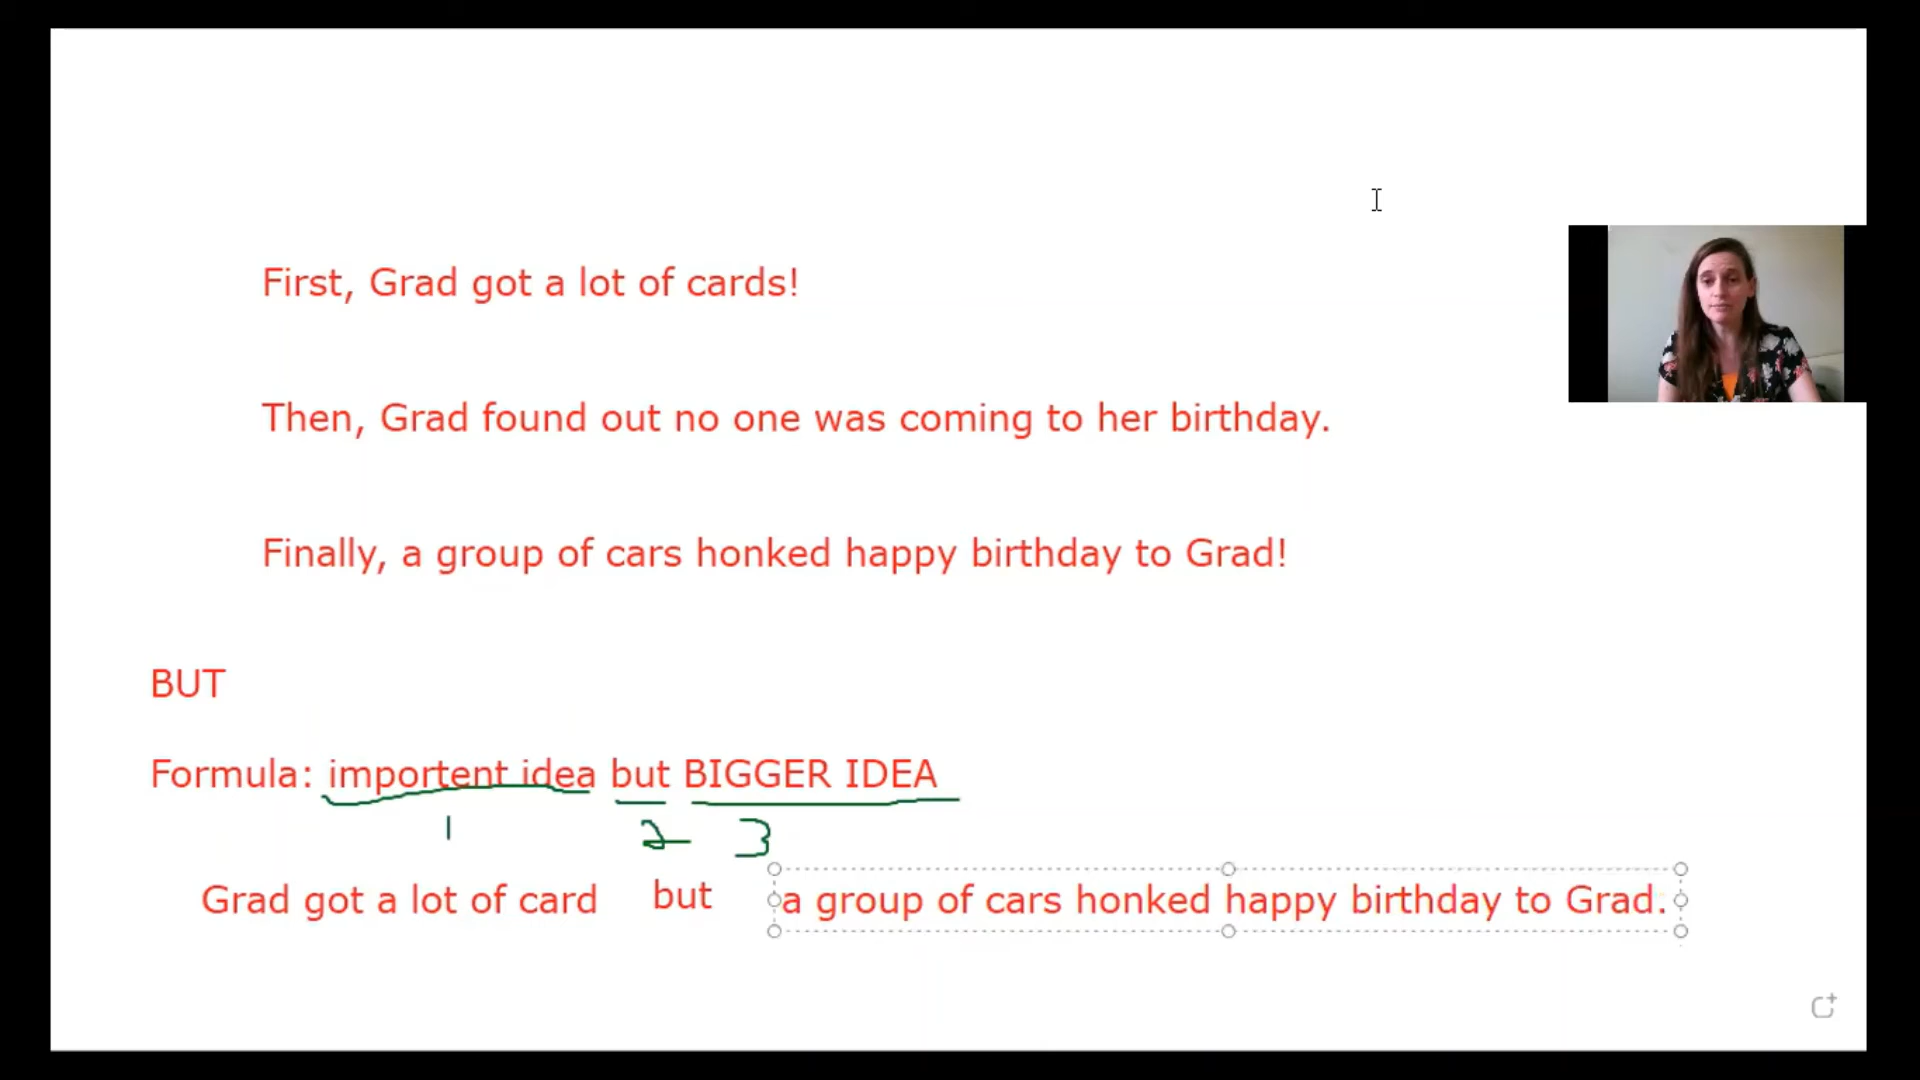 First, Grad got a lot of cards!
Then, Grad found out no one was coming to her birthday.
Finally, a group of cars honked happy birthday to Grad!
BUT
Formula: importent idea but BIGGER IDEA
1 2 3
Grad got a lot of card but a group of cars honked happy birthday to Grad.